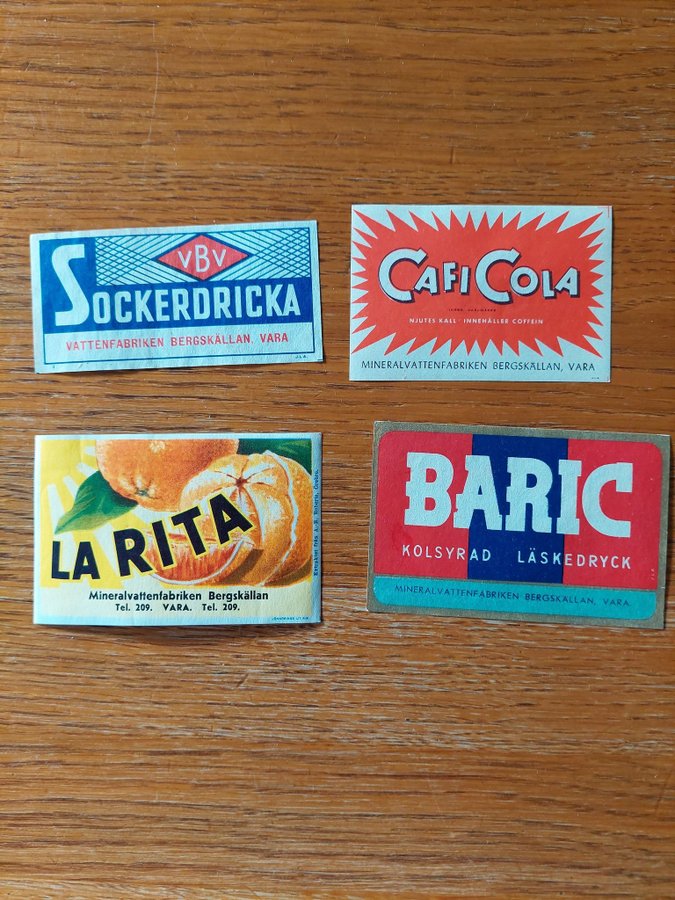 VBV
SOCKERDRICKA
VATTENFABRIKEN BERGSKÄLLAN, VARA
J.L.A.
CAFI COLA
NJUTES KALL · INNEHÅLLER COFFEIN
MINERALVATTENFABRIKEN BERGSKÄLLAN, VARA
LA RITA
Mineralvattenfabriken Bergskällan
Tel. 209. VARA. Tel. 209.
BARIC
KOLSYRAD LÄSKEDRYCK
MINERALVATTENFABRIKEN BERGSKÄLLAN, VARA